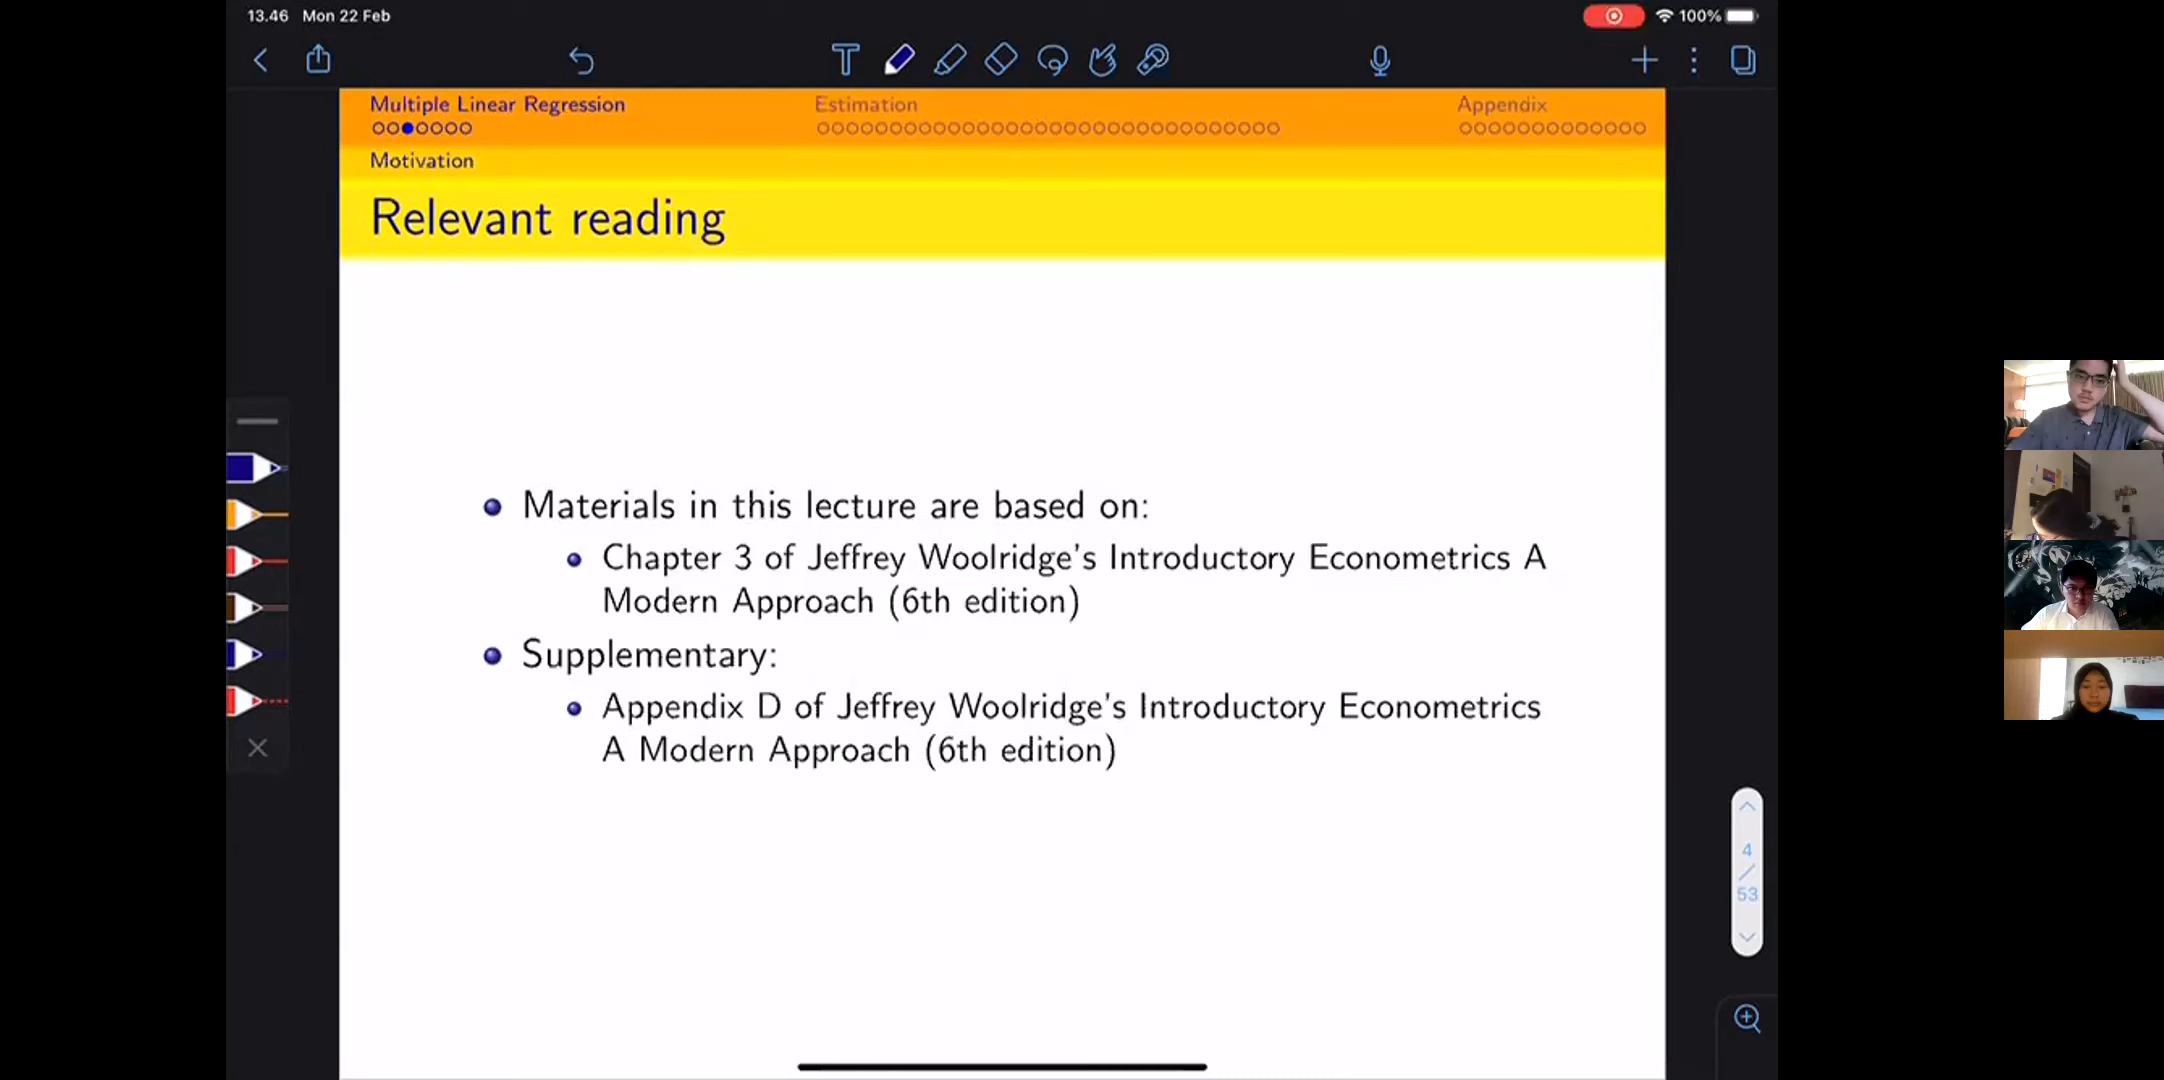 13.46 Mon 22 Feb
100%
Multiple Linear Regression
Estimation
Appendix
Motivation
Relevant reading
Materials in this lecture are based on:
Chapter 3 of Jeffrey Woolridge's Introductory Econometrics A
Modern Approach (6th edition)
Supplementary:
Appendix D of Jeffrey Woolridge's Introductory Econometrics
A Modern Approach (6th edition)
4
/
53